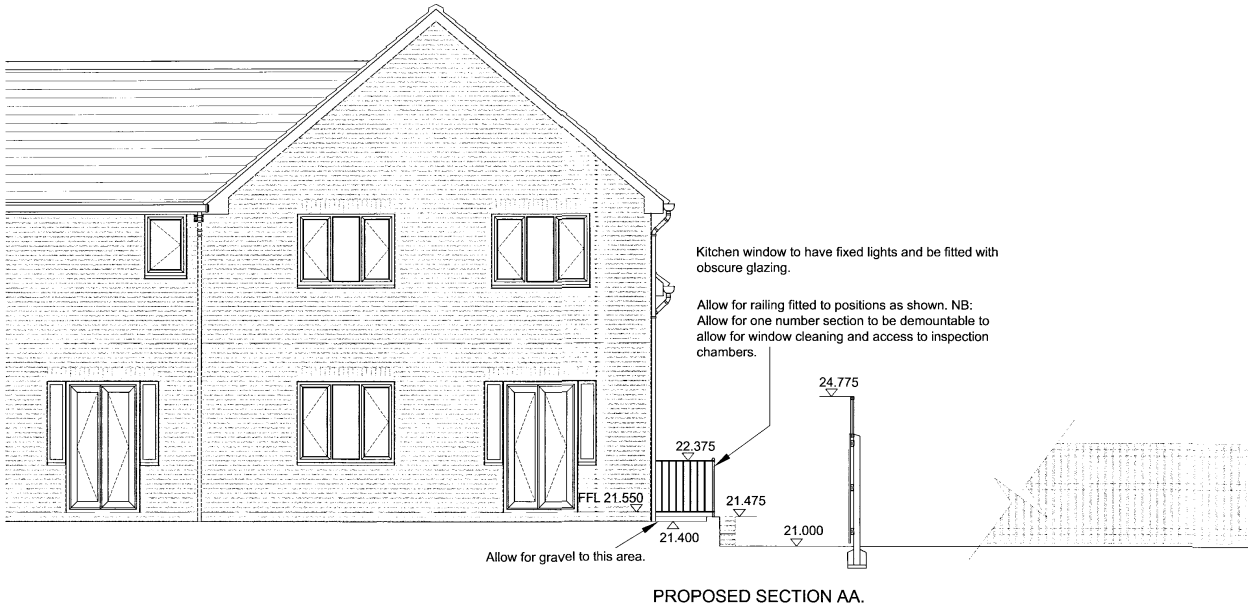 Kitchen window to have fixed lights and be fitted with
obscure glazing.
Allow for railing fitted to positions as shown. NB:
Allow for one number section to be demountable to
allow for window cleaning and access to inspection
chambers.
24.775
22.375
FFL 21.550
21.475
21.400
21.000
Allow for gravel to this area.
PROPOSED SECTION AA.